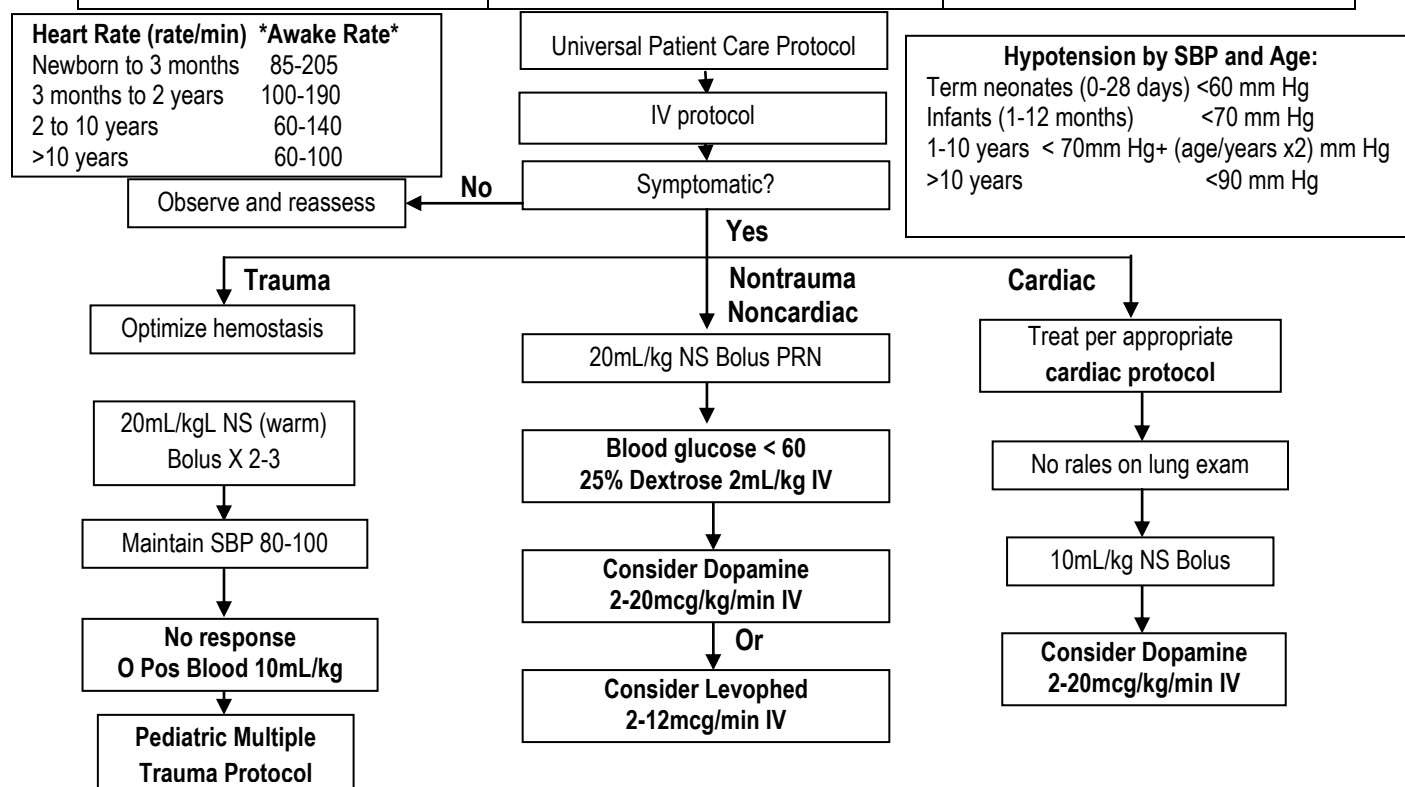 Heart Rate (rate/min) *Awake Rate*
Newborn to 3 months 85-205
3 months to 2 years 100-190
2 to 10 years 60-140
>10 years 60-100
Universal Patient Care Protocol
IV protocol
Symptomatic?
Hypotension by SBP and Age:
Term neonates (0-28 days) <60 mm Hg
Infants (1-12 months) <70 mm Hg
1-10 years < 70mm Hg+ (age/years x2) mm Hg
>10 years <90 mm Hg
No
Observe and reassess
Yes
Trauma
Optimize hemostasis
20mL/kgL NS (warm)
Bolus X 2-3
Maintain SBP 80-100
No response
O Pos Blood 10mL/kg
Pediatric Multiple
Trauma Protocol
Nontrauma
Noncardiac
20mL/kg NS Bolus PRN
Blood glucose < 60
25% Dextrose 2mL/kg IV
Consider Dopamine
2-20mcg/kg/min IV
Or
Consider Levophed
2-12mcg/min IV
Cardiac
Treat per appropriate
cardiac protocol
No rales on lung exam
10mL/kg NS Bolus
Consider Dopamine
2-20mcg/kg/min IV